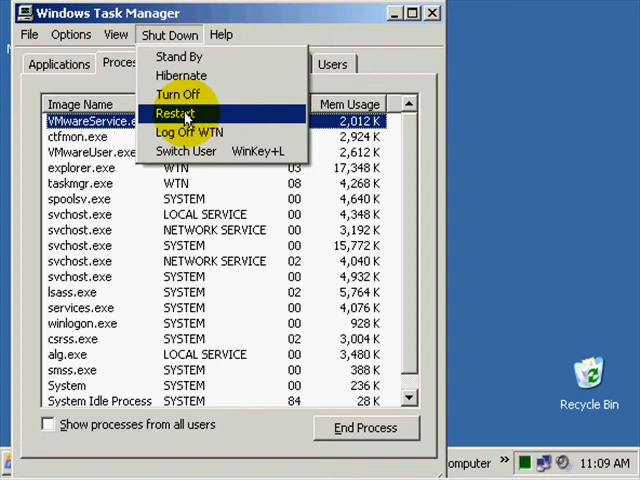 Windows Task Manager
File Options View Shut Down Help
Applications Proces Users
Stand By
Hibernate
Turn Off
Restart
Log Off WTN
Switch User WinKey+L
Image Name Mem Usage
VMwareService.e 2,012 K
ctfmon.exe 2,924 K
VMwareUser.exe 2,612 K
explorer.exe WTN 03 17,348 K
taskmgr.exe WTN 08 4,268 K
spoolsv.exe SYSTEM 00 4,640 K
svchost.exe LOCAL SERVICE 00 4,348 K
svchost.exe NETWORK SERVICE 00 3,192 K
svchost.exe SYSTEM 00 15,772 K
svchost.exe NETWORK SERVICE 02 4,040 K
svchost.exe SYSTEM 00 4,932 K
lsass.exe SYSTEM 02 5,764 K
services.exe SYSTEM 00 4,076 K
winlogon.exe SYSTEM 00 928 K
csrss.exe SYSTEM 02 3,004 K
alg.exe LOCAL SERVICE 00 3,480 K
smss.exe SYSTEM 00 388 K
System SYSTEM 00 236 K
System Idle Process SYSTEM 84 28 K
Show processes from all users
End Process
Recycle Bin
omputer » 11:09 AM